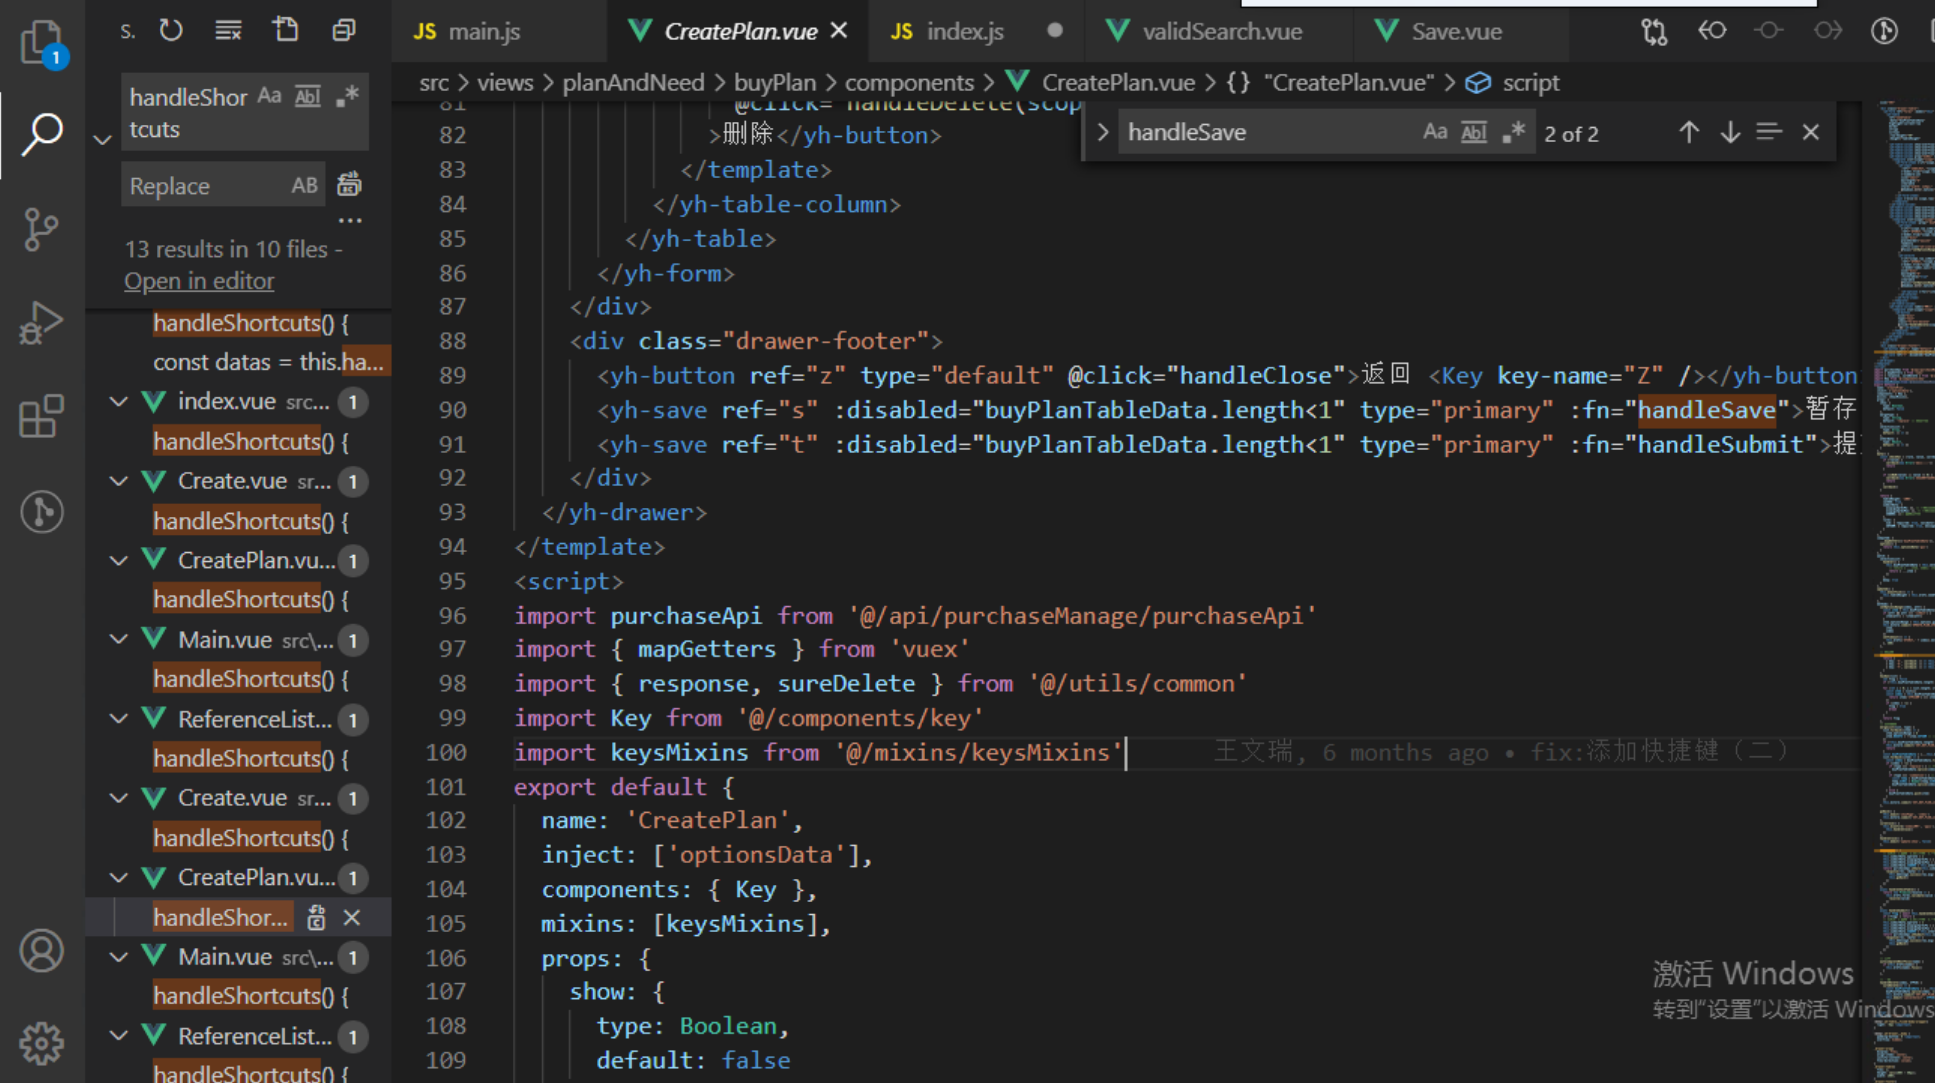 S.
JS main.js
CreatePlan.vue
JS index.js
validSearch.vue
Save.vue
1
handleShor
tcuts
Aa Abl .*
Replace
AB
...
13 results in 10 files -
Open in editor
handleShortcuts() {
const datas = this.ha...
index.vue src... 1
handleShortcuts() {
Create.vue sr... 1
handleShortcuts() {
CreatePlan.vu... 1
handleShortcuts() {
Main.vue src\... 1
handleShortcuts() {
ReferenceList... 1
handleShortcuts() {
Create.vue sr... 1
handleShortcuts() {
CreatePlan.vu... 1
handleShor...
Main.vue src\... 1
handleShortcuts() {
ReferenceList... 1
handleShortcuts() {
src > views > planAndNeed > buyPlan > components > CreatePlan.vue > {} "CreatePlan.vue" > script
handleSave Aa Abl .* 2 of 2
81 @click="handleDelete(scop
82 >删除</yh-button>
83 </template>
84 </yh-table-column>
85 </yh-table>
86 </yh-form>
87 </div>
88 <div class="drawer-footer">
89 <yh-button ref="z" type="default" @click="handleClose">返回 <Key key-name="Z" /></yh-button
90 <yh-save ref="s" :disabled="buyPlanTableData.length<1" type="primary" :fn="handleSave">暂存
91 <yh-save ref="t" :disabled="buyPlanTableData.length<1" type="primary" :fn="handleSubmit">提
92 </div>
93 </yh-drawer>
94 </template>
95 <script>
96 import purchaseApi from '@/api/purchaseManage/purchaseApi'
97 import { mapGetters } from 'vuex'
98 import { response, sureDelete } from '@/utils/common'
99 import Key from '@/components/key'
100 import keysMixins from '@/mixins/keysMixins' 王文瑞, 6 months ago • fix:添加快捷键（二）
101 export default {
102 name: 'CreatePlan',
103 inject: ['optionsData'],
104 components: { Key },
105 mixins: [keysMixins],
106 props: {
107 show: {
108 type: Boolean,
109 default: false
激活 Windows
转到“设置”以激活 Windows